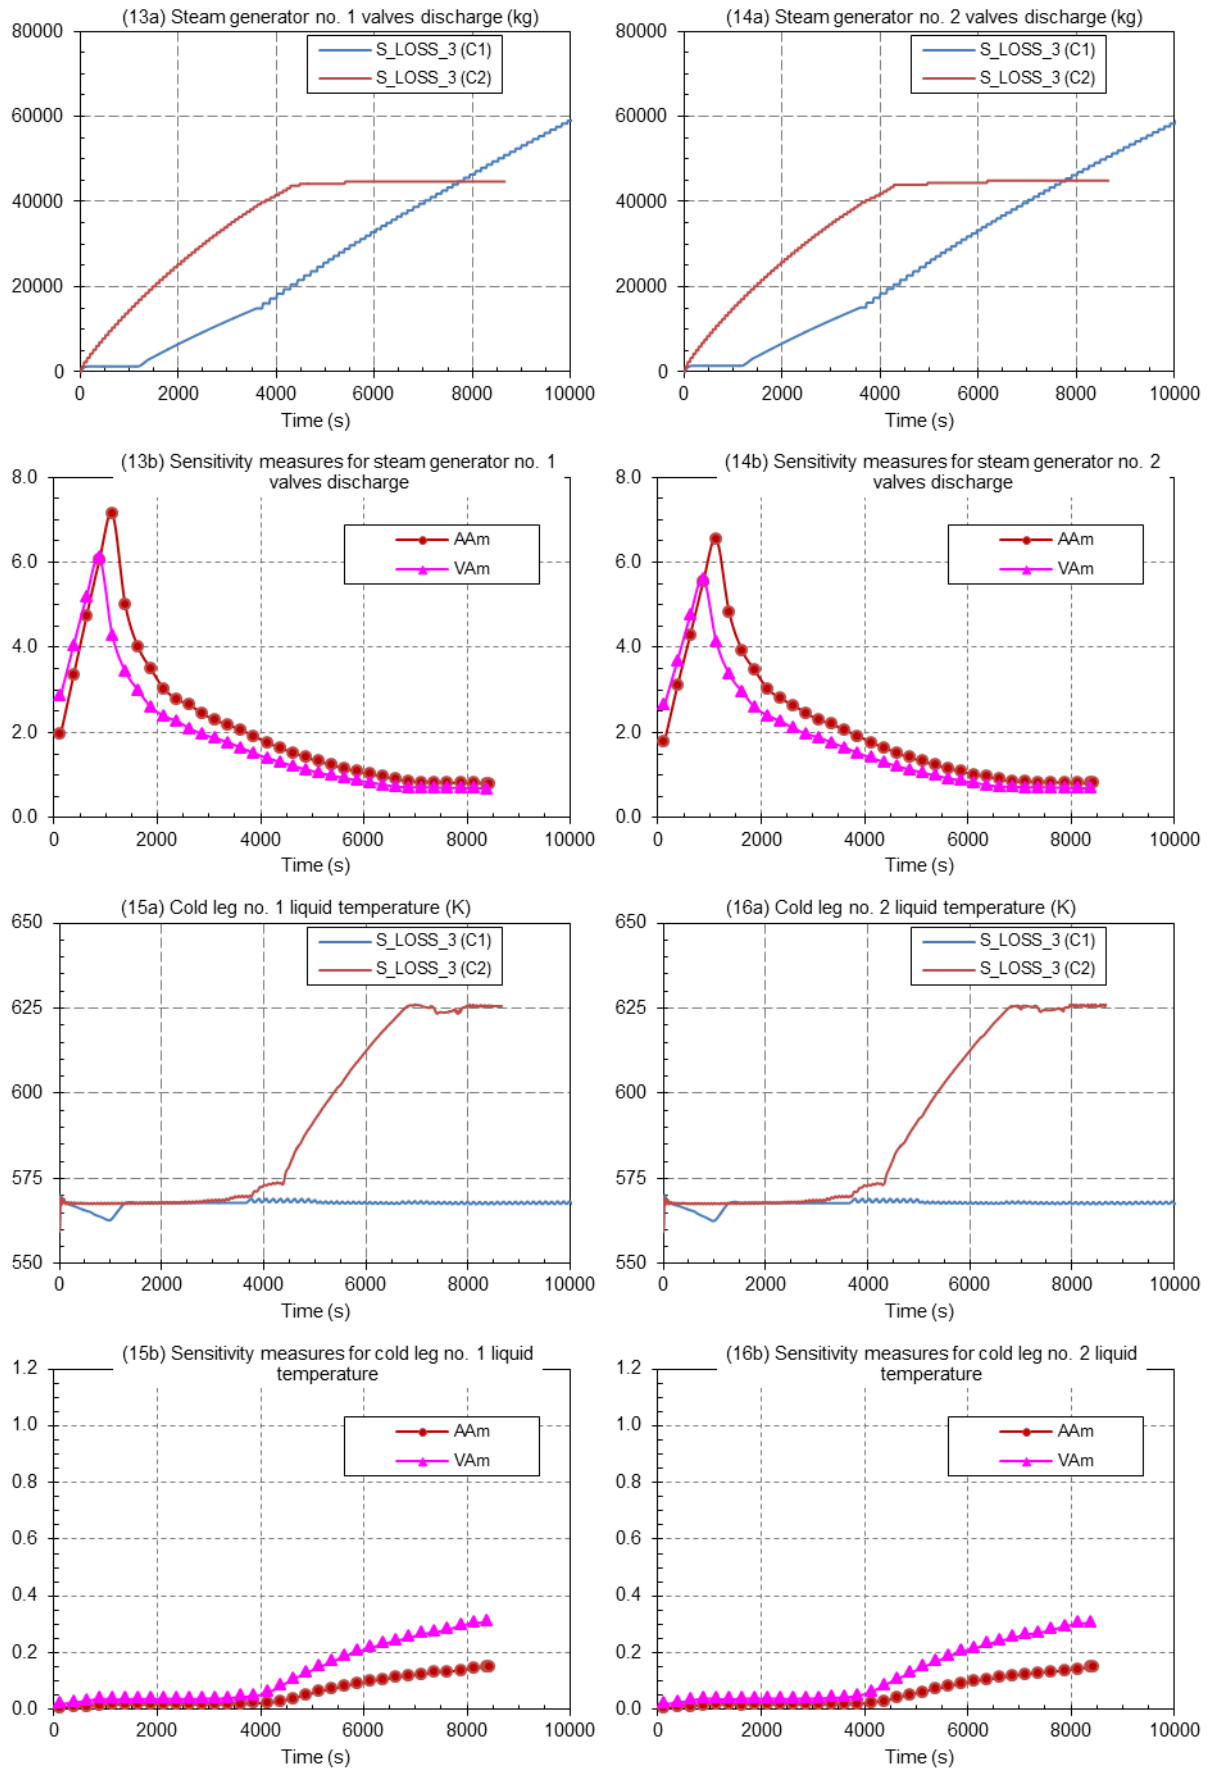 (13a) Steam generator no. 1 valves discharge (kg)
80000
60000
40000
20000
0
S_LOSS_3 (C1)
S_LOSS_3 (C2)
0 2000 4000 6000 8000 10000
Time (s)
(14a) Steam generator no. 2 valves discharge (kg)
80000
60000
40000
20000
0
S_LOSS_3 (C1)
S_LOSS_3 (C2)
0 2000 4000 6000 8000 10000
Time (s)
(13b) Sensitivity measures for steam generator no. 1
valves discharge
8.0
6.0
4.0
2.0
0.0
AAm
VAm
0 2000 4000 6000 8000 10000
Time (s)
(14b) Sensitivity measures for steam generator no. 2
valves discharge
8.0
6.0
4.0
2.0
0.0
AAm
VAm
0 2000 4000 6000 8000 10000
Time (s)
(15a) Cold leg no. 1 liquid temperature (K)
650
625
600
575
550
S_LOSS_3 (C1)
S_LOSS_3 (C2)
0 2000 4000 6000 8000 10000
Time (s)
(16a) Cold leg no. 2 liquid temperature (K)
650
625
600
575
550
S_LOSS_3 (C1)
S_LOSS_3 (C2)
0 2000 4000 6000 8000 10000
Time (s)
(15b) Sensitivity measures for cold leg no. 1 liquid
temperature
1.2
1.0
0.8
0.6
0.4
0.2
0.0
AAm
VAm
0 2000 4000 6000 8000 10000
Time (s)
(16b) Sensitivity measures for cold leg no. 2 liquid
temperature
1.2
1.0
0.8
0.6
0.4
0.2
0.0
AAm
VAm
0 2000 4000 6000 8000 10000
Time (s)